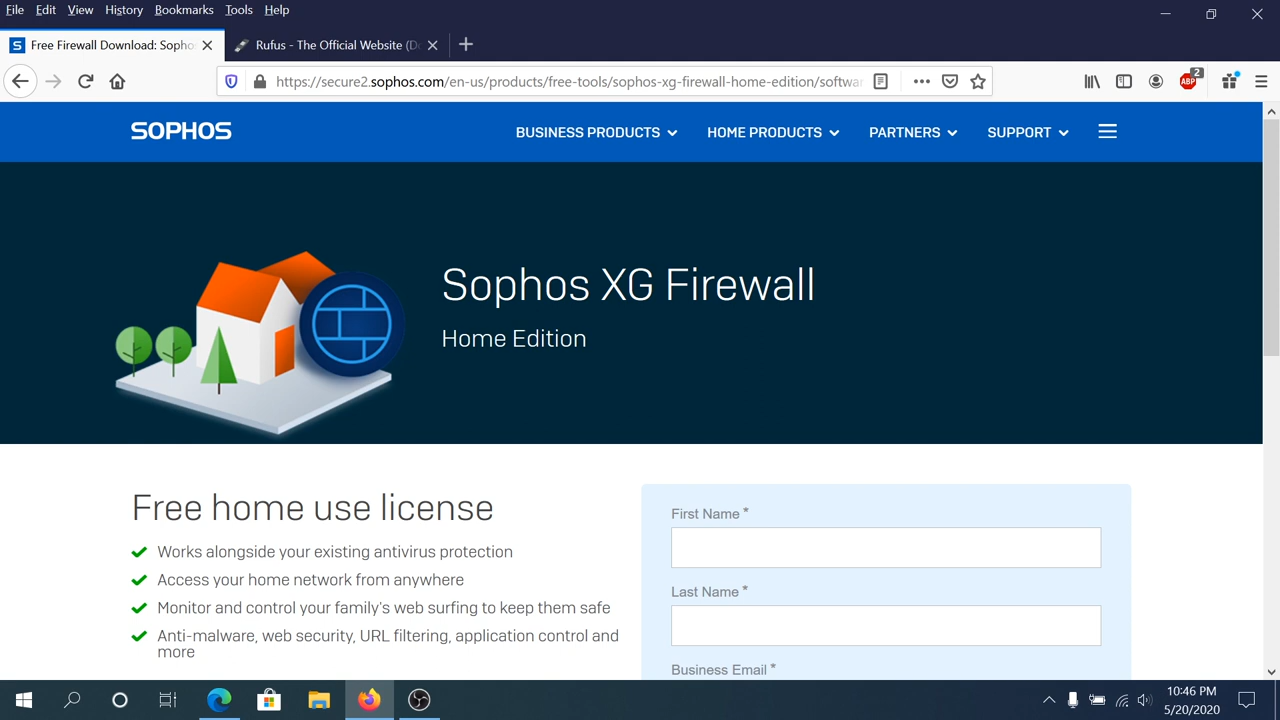 File Edit View History Bookmarks Tools Help
Free Firewall Download: Sophos
Rufus - The Official Website (D
https://secure2.sophos.com/en-us/products/free-tools/sophos-xg-firewall-home-edition/softwar
ABP 2
SOPHOS
BUSINESS PRODUCTS HOME PRODUCTS PARTNERS SUPPORT
Sophos XG Firewall
Home Edition
Free home use license
Works alongside your existing antivirus protection
Access your home network from anywhere
Monitor and control your family's web surfing to keep them safe
Anti-malware, web security, URL filtering, application control and
more
First Name *
Last Name *
Business Email *
10:46 PM
5/20/2020